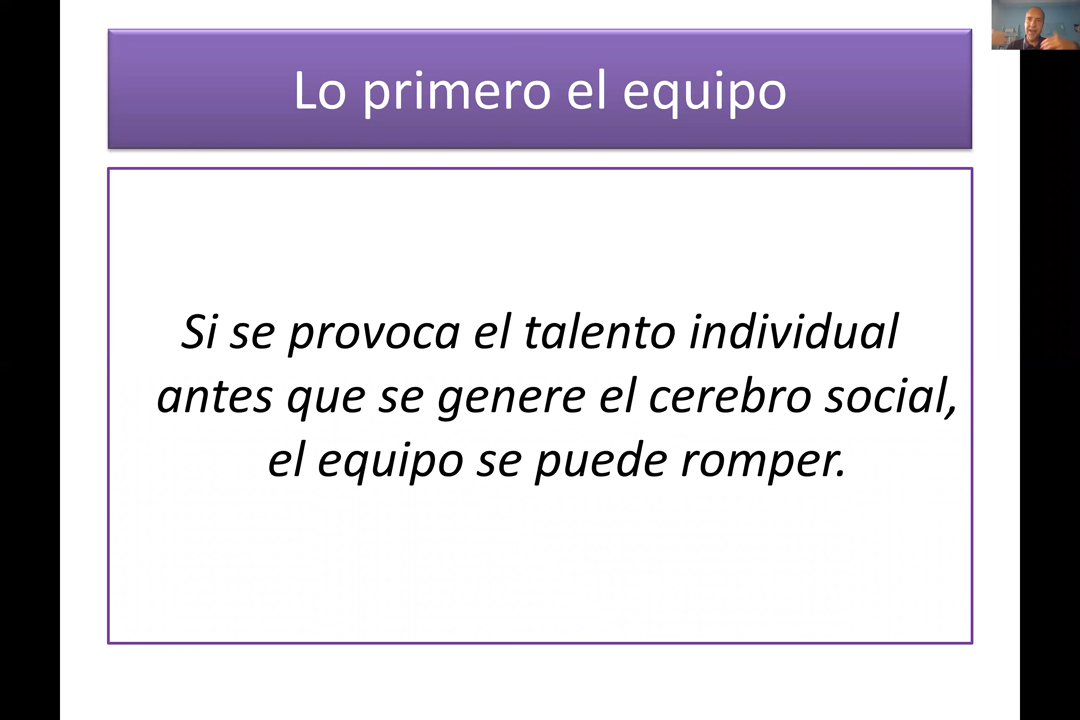 Lo primero el equipo
Si se provoca el talento individual
antes que se genere el cerebro social,
el equipo se puede romper.